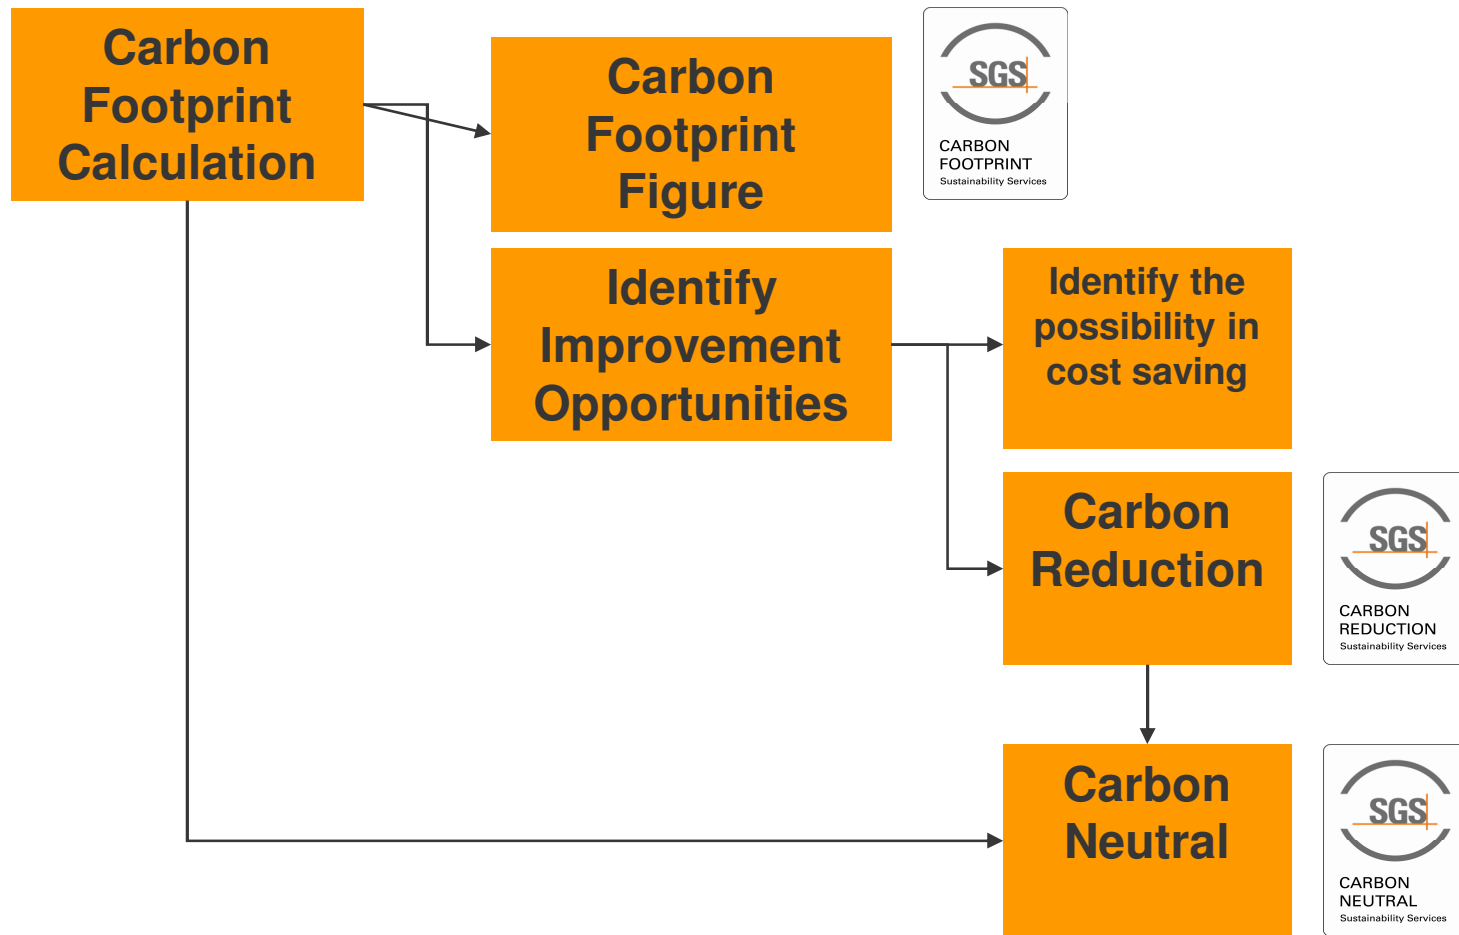 Carbon
Footprint
Calculation
Carbon
Footprint
Figure
SGS
CARBON
FOOTPRINT
Sustainability Services
Identify
Improvement
Opportunities
Identify the
possibility in
cost saving
Carbon
Reduction
SGS
CARBON
REDUCTION
Sustainability Services
Carbon
Neutral
SGS
CARBON
NEUTRAL
Sustainability Services